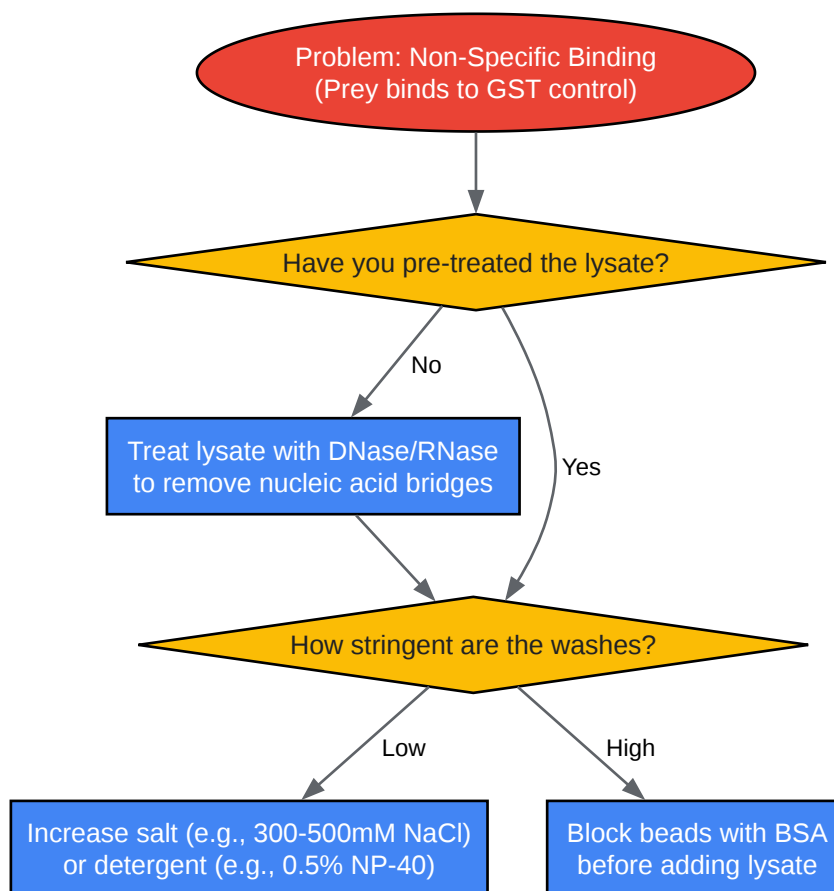 Problem: Non-Specific Binding
(Prey binds to GST control)
Have you pre-treated the lysate?
No
Treat lysate with DNase/RNase
to remove nucleic acid bridges
Yes
How stringent are the washes?
Low
High
Increase salt (e.g., 300-500mM NaCl)
or detergent (e.g., 0.5% NP-40)
Block beads with BSA
before adding lysate